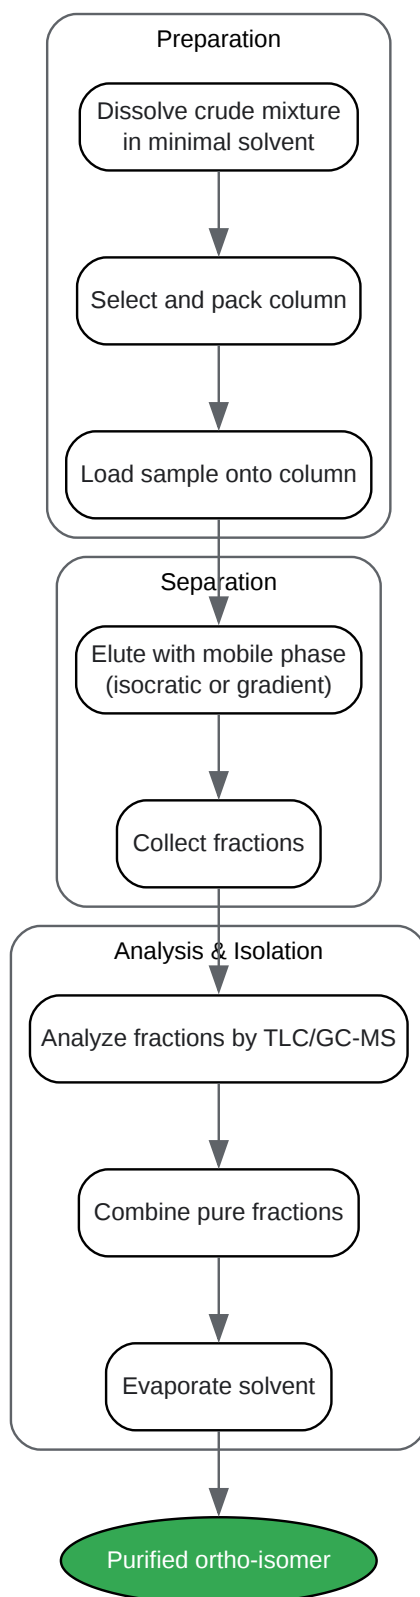 Preparation
Dissolve crude mixture
in minimal solvent
Select and pack column
Load sample onto column
Separation
Elute with mobile phase
(isocratic or gradient)
Collect fractions
Analysis & Isolation
Analyze fractions by TLC/GC-MS
Combine pure fractions
Evaporate solvent
Purified ortho-isomer